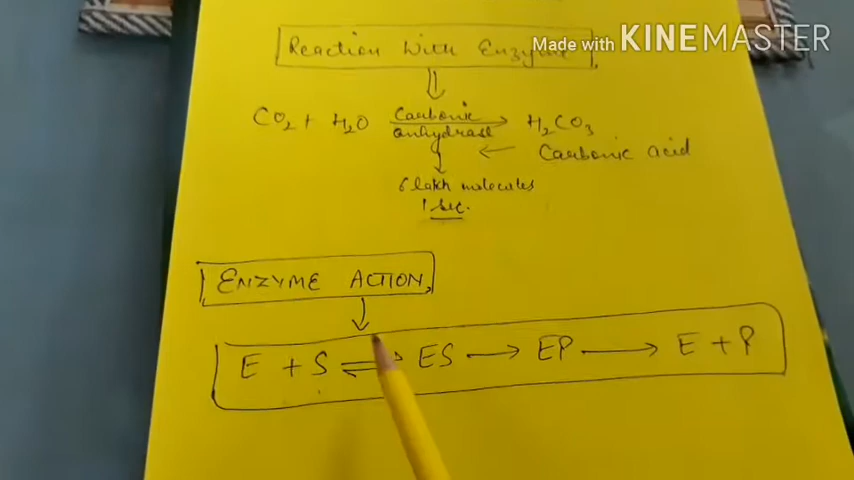 Reaction With Enzyme
Made with KINEMASTER
CO2 + H2O Carbonic anhydrase → H2CO3
← Carbonic acid
6 lakh molecules
1 sec.
ENZYME ACTION
E + S ⇌ ES → EP → E + P